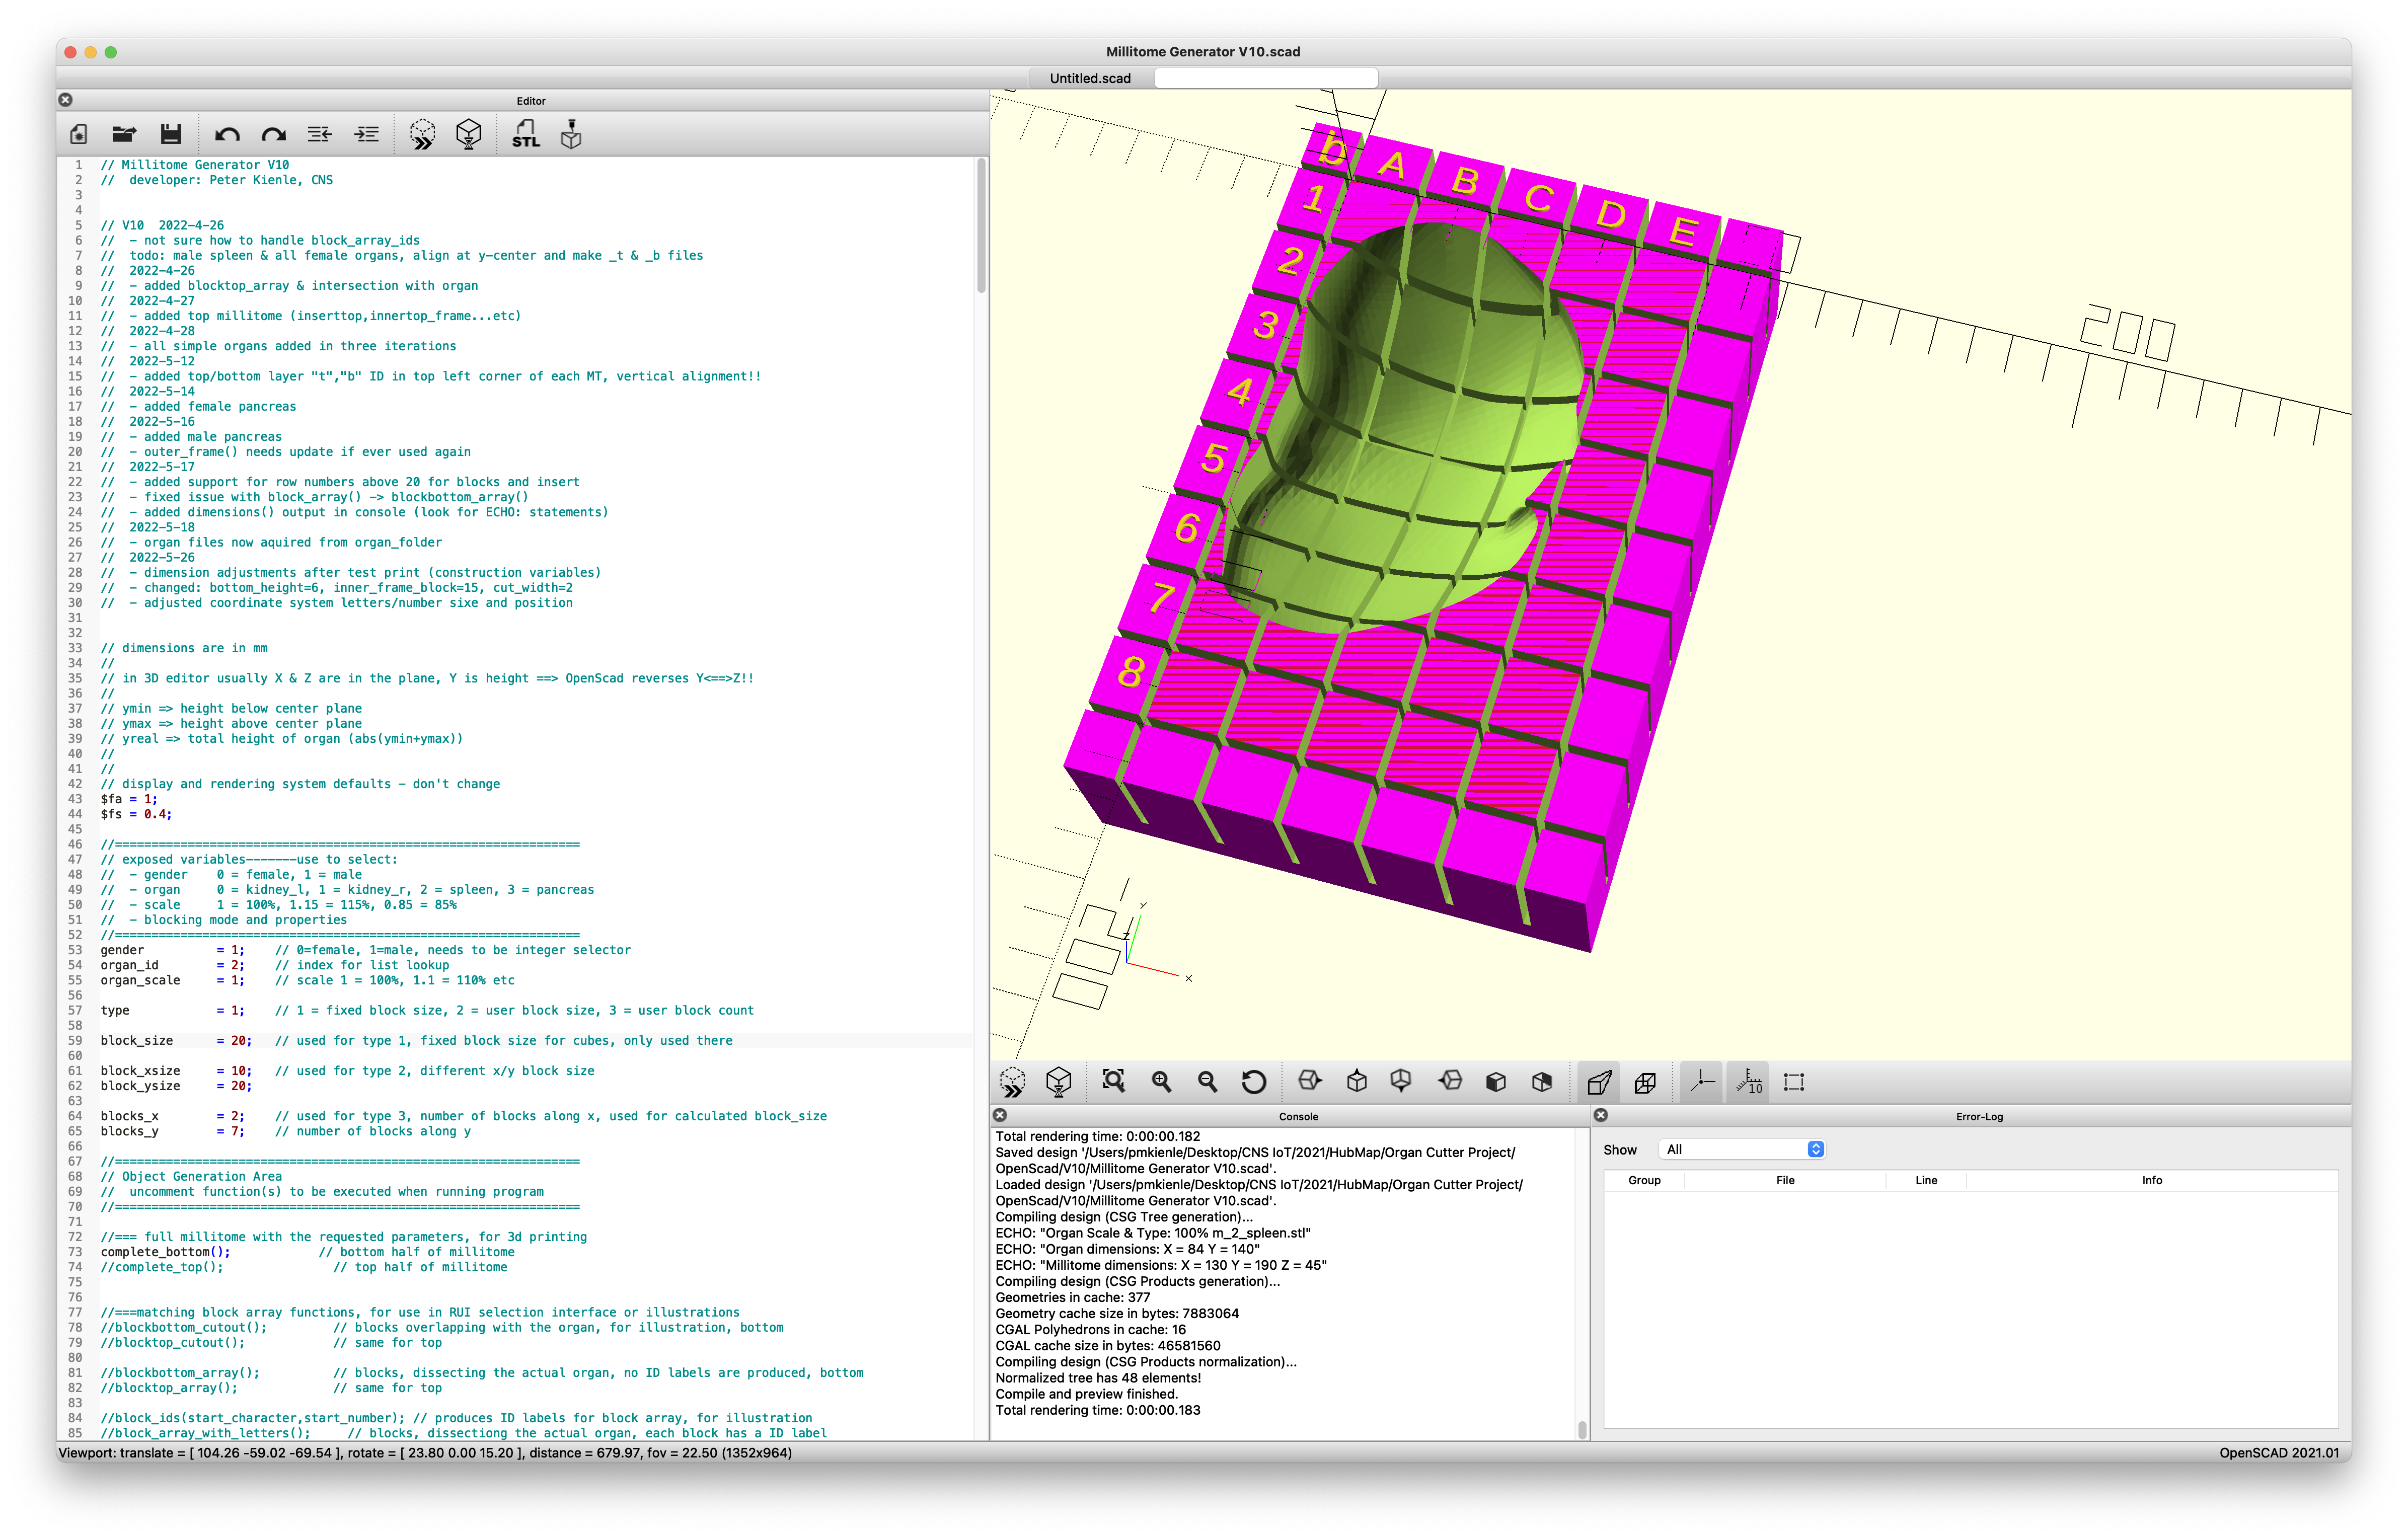 Millitome Generator V10.scad
Untitled.scad
Editor
STL
1 // Millitome Generator V10
2 //  developer: Peter Kienle, CNS
3
4
5 // V10  2022-4-26
6 //  - not sure how to handle block_array_ids
7 //  todo: male spleen & all female organs, align at y-center and make _t & _b files
8 //  2022-4-26
9 //  - added blocktop_array & intersection with organ
10 //  2022-4-27
11 //  - added top millitome (inserttop,innertop_frame...etc)
12 //  2022-4-28
13 //  - all simple organs added in three iterations
14 //  2022-5-12
15 //  - added top/bottom layer "t","b" ID in top left corner of each MT, vertical alignment!!
16 //  2022-5-14
17 //  - added female pancreas
18 //  2022-5-16
19 //  - added male pancreas
20 //  - outer_frame() needs update if ever used again
21 //  2022-5-17
22 //  - added support for row numbers above 20 for blocks and insert
23 //  - fixed issue with block_array() -> blockbottom_array()
24 //  - added dimensions() output in console (look for ECHO: statements)
25 //  2022-5-18
26 //  - organ files now aquired from organ_folder
27 //  2022-5-26
28 //  - dimension adjustments after test print (construction variables)
29 //  - changed: bottom_height=6, inner_frame_block=15, cut_width=2
30 //  - adjusted coordinate system letters/number sixe and position
31
32
33 // dimensions are in mm
34 //
35 // in 3D editor usually X & Z are in the plane, Y is height ==> OpenScad reverses Y<==>Z!!
36 //
37 // ymin => height below center plane
38 // ymax => height above center plane
39 // yreal => total height of organ (abs(ymin+ymax))
40 //
41 //
42 // display and rendering system defaults - don't change
43 $fa = 1;
44 $fs = 0.4;
45
46 //================================================================
47 // exposed variables-------use to select:
48 //  - gender    0 = female, 1 = male
49 //  - organ     0 = kidney_l, 1 = kidney_r, 2 = spleen, 3 = pancreas
50 //  - scale     1 = 100%, 1.15 = 115%, 0.85 = 85%
51 //  - blocking mode and properties
52 //================================================================
53 gender          = 1;    // 0=female, 1=male, needs to be integer selector
54 organ_id        = 2;    // index for list lookup
55 organ_scale     = 1;    // scale 1 = 100%, 1.1 = 110% etc
56
57 type            = 1;    // 1 = fixed block size, 2 = user block size, 3 = user block count
58
59 block_size      = 20;   // used for type 1, fixed block size for cubes, only used there
60
61 block_xsize     = 10;   // used for type 2, different x/y block size
62 block_ysize     = 20;
63
64 blocks_x        = 2;    // used for type 3, number of blocks along x, used for calculated block_size
65 blocks_y        = 7;    // number of blocks along y
66
67 //================================================================
68 // Object Generation Area
69 //  uncomment function(s) to be executed when running program
70 //================================================================
71
72 //=== full millitome with the requested parameters, for 3d printing
73 complete_bottom();            // bottom half of millitome
74 //complete_top();               // top half of millitome
75
76
77 //===matching block array functions, for use in RUI selection interface or illustrations
78 //blockbottom_cutout();         // blocks overlapping with the organ, for illustration, bottom
79 //blocktop_cutout();            // same for top
80
81 //blockbottom_array();          // blocks, dissecting the actual organ, no ID labels are produced, bottom
82 //blocktop_array();             // same for top
83
84 //block_ids(start_character,start_number); // produces ID labels for block array, for illustration
85 //block_array_with_letters();     // blocks, dissectiong the actual organ, each block has a ID label
b A B C D E
1
2
3
4
5
6
7
8
200
Y
Z
X
10
Console
Total rendering time: 0:00:00.182
Saved design '/Users/pmkienle/Desktop/CNS IoT/2021/HubMap/Organ Cutter Project/
OpenScad/V10/Millitome Generator V10.scad'.
Loaded design '/Users/pmkienle/Desktop/CNS IoT/2021/HubMap/Organ Cutter Project/
OpenScad/V10/Millitome Generator V10.scad'.
Compiling design (CSG Tree generation)...
ECHO: "Organ Scale & Type: 100% m_2_spleen.stl"
ECHO: "Organ dimensions: X = 84 Y = 140"
ECHO: "Millitome dimensions: X = 130 Y = 190 Z = 45"
Compiling design (CSG Products generation)...
Geometries in cache: 377
Geometry cache size in bytes: 7883064
CGAL Polyhedrons in cache: 16
CGAL cache size in bytes: 46581560
Compiling design (CSG Products normalization)...
Normalized tree has 48 elements!
Compile and preview finished.
Total rendering time: 0:00:00.183
Error-Log
Show All
Group File Line Info
Viewport: translate = [ 104.26 -59.02 -69.54 ], rotate = [ 23.80 0.00 15.20 ], distance = 679.97, fov = 22.50 (1352x964)
OpenSCAD 2021.01